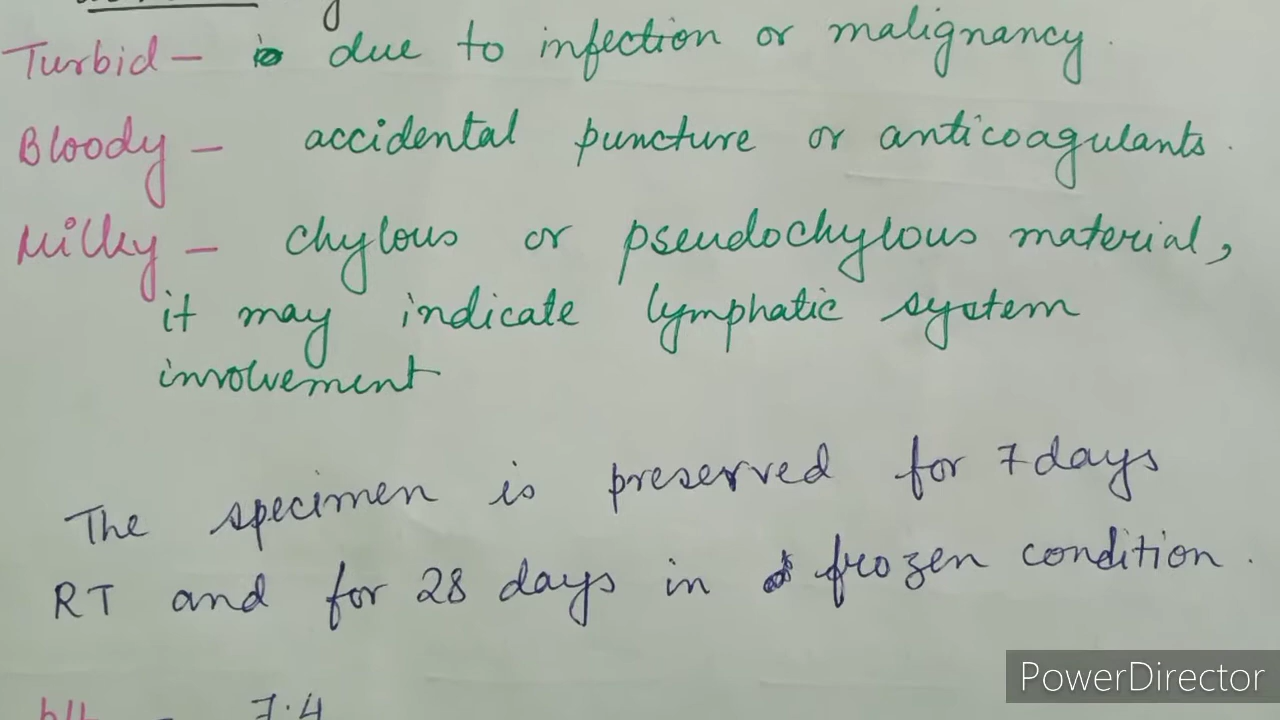 Turbid - due to infection or malignancy.
Bloody - accidental puncture or anticoagulants.
Milky - chylous or pseudochylous material,
it may indicate lymphatic system
involvement
The specimen is preserved for 7 days
RT and for 28 days in frozen condition.
7.4
PowerDirector